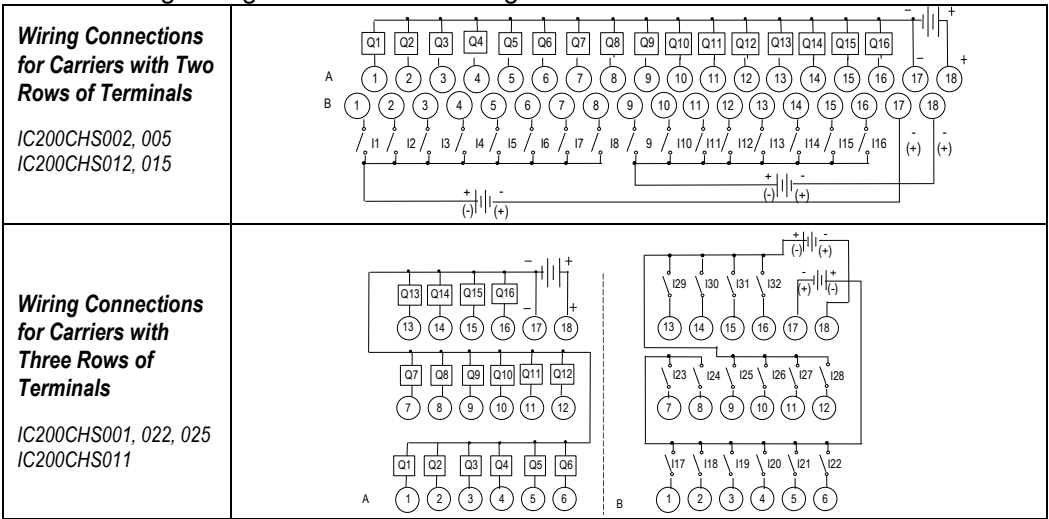 Wiring Connections
for Carriers with Two
Rows of Terminals
IC200CHS002, 005
IC200CHS012, 015
− +
Q1 Q2 Q3 Q4 Q5 Q6 Q7 Q8 Q9 Q10 Q11 Q12 Q13 Q14 Q15 Q16
− +
A 1 2 3 4 5 6 7 8 9 10 11 12 13 14 15 16 17 18
B 1 2 3 4 5 6 7 8 9 10 11 12 13 14 15 16 17 18
I1 I2 I3 I4 I5 I6 I7 I8 9 I10 I11 I12 I13 I14 I15 I16
- -
(+) (+)
+ -
(-) (+)
+ -
(-) (+)
Wiring Connections
for Carriers with
Three Rows of
Terminals
IC200CHS001, 022, 025
IC200CHS011
− +
Q13 Q14 Q15 Q16
− +
13 14 15 16 17 18
Q7 Q8 Q9 Q10 Q11 Q12
7 8 9 10 11 12
Q1 Q2 Q3 Q4 Q5 Q6
A 1 2 3 4 5 6
+ -
(-) (+)
- +
(+) (-)
I29 I30 I31 I32
13 14 15 16 17 18
I23 I24 I25 I26 I27 I28
7 8 9 10 11 12
I17 I18 I19 I20 I21 I22
B 1 2 3 4 5 6